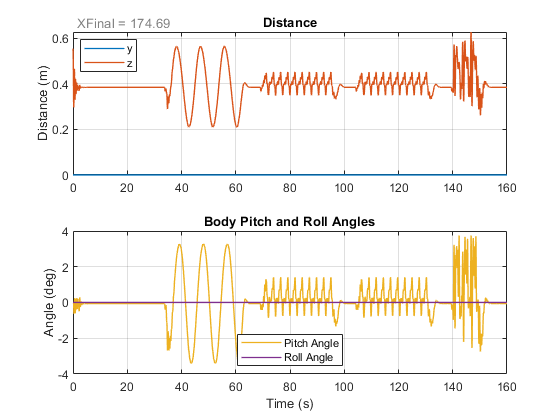 XFinal = 174.69
Distance
y
z
Distance (m)
0.6
0.4
0.2
0
0 20 40 60 80 100 120 140 160
Body Pitch and Roll Angles
Angle (deg)
4
2
0
-2
-4
Pitch Angle
Roll Angle
0 20 40 60 80 100 120 140 160
Time (s)